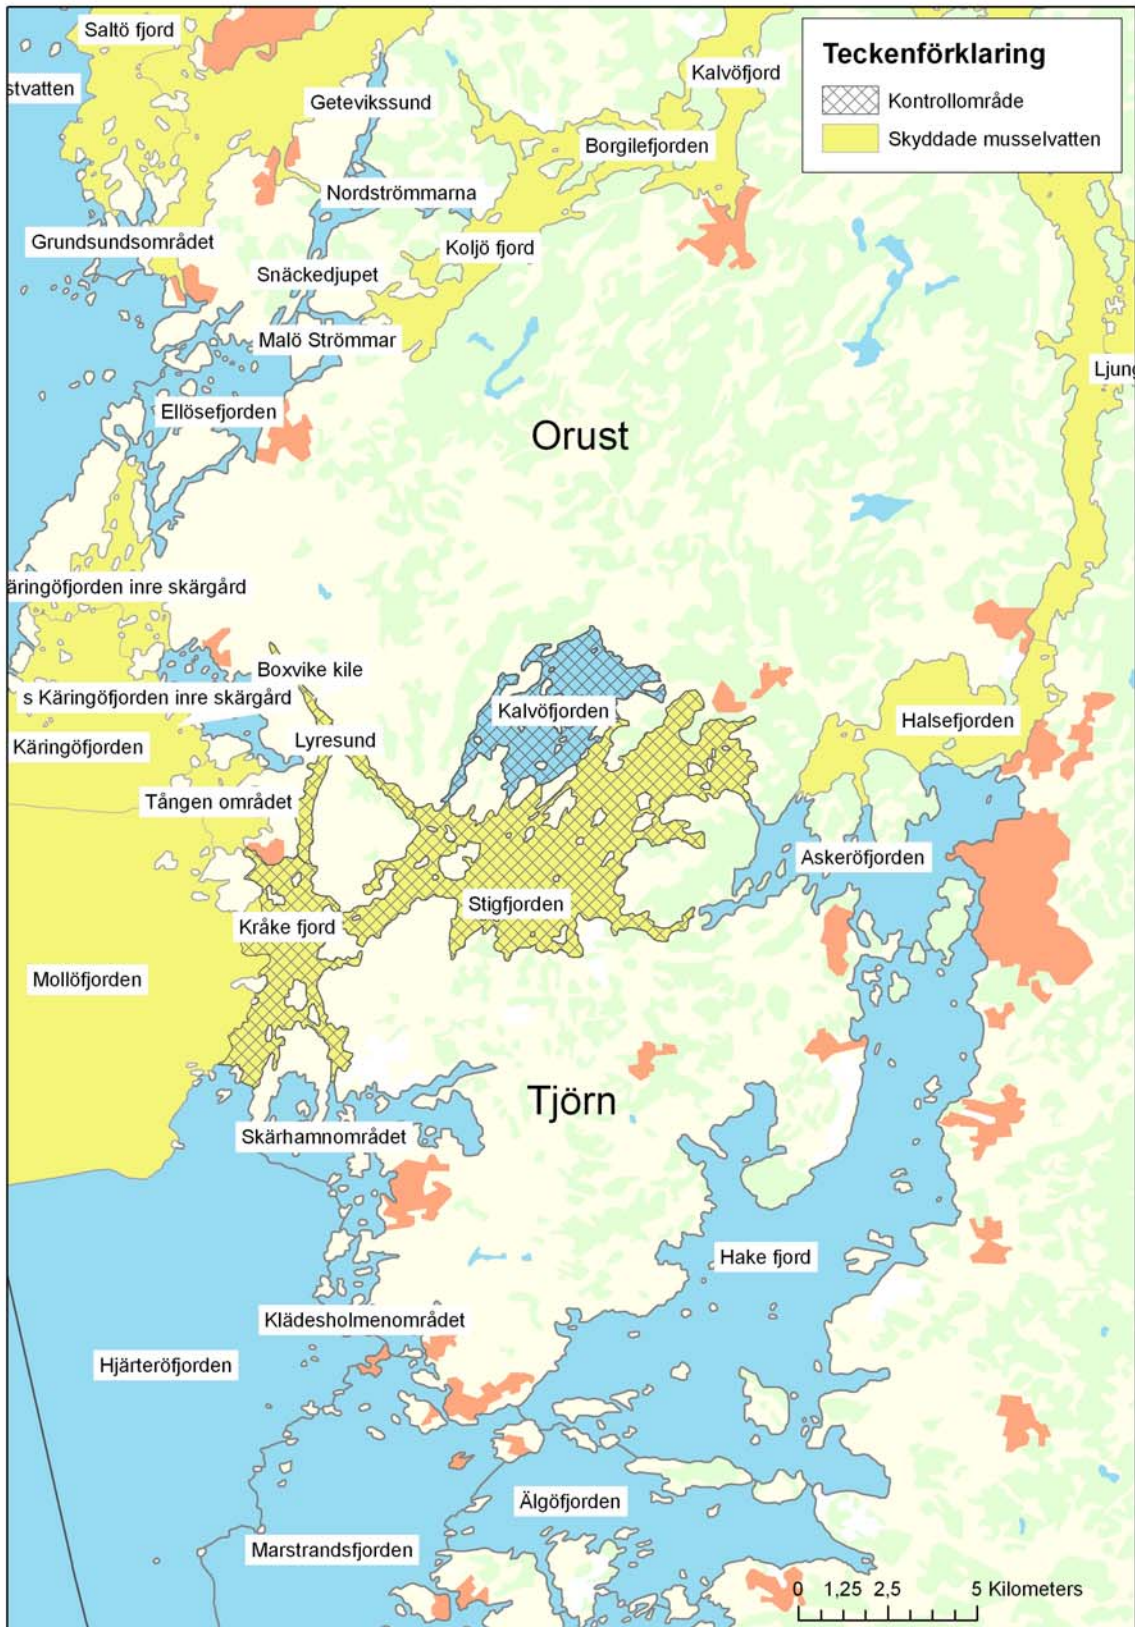 Saltö fjord
Teckenförklaring
Kalvöfjord
stvatten
Kontrollområde
Getevikssund
Borgilefjorden
Skyddade musselvatten
Nordströmmarna
Grundsundsområdet
Koljö fjord
Snäckedjupet
Malö Strömmar
Ljung
Ellösefjorden
Orust
äringöfjorden inre skärgård
Boxvike kile
s Käringöfjorden inre skärgård
Kalvöfjorden
Halsefjorden
Käringöfjorden
Lyresund
Tången området
Askeröfjorden
Stigfjorden
Kråke fjord
Mollöfjorden
Tjörn
Skärhamnområdet
Hake fjord
Klädesholmenområdet
Hjärteröfjorden
Älgöfjorden
Marstrandsfjorden
0 1,25 2,5 5 Kilometers